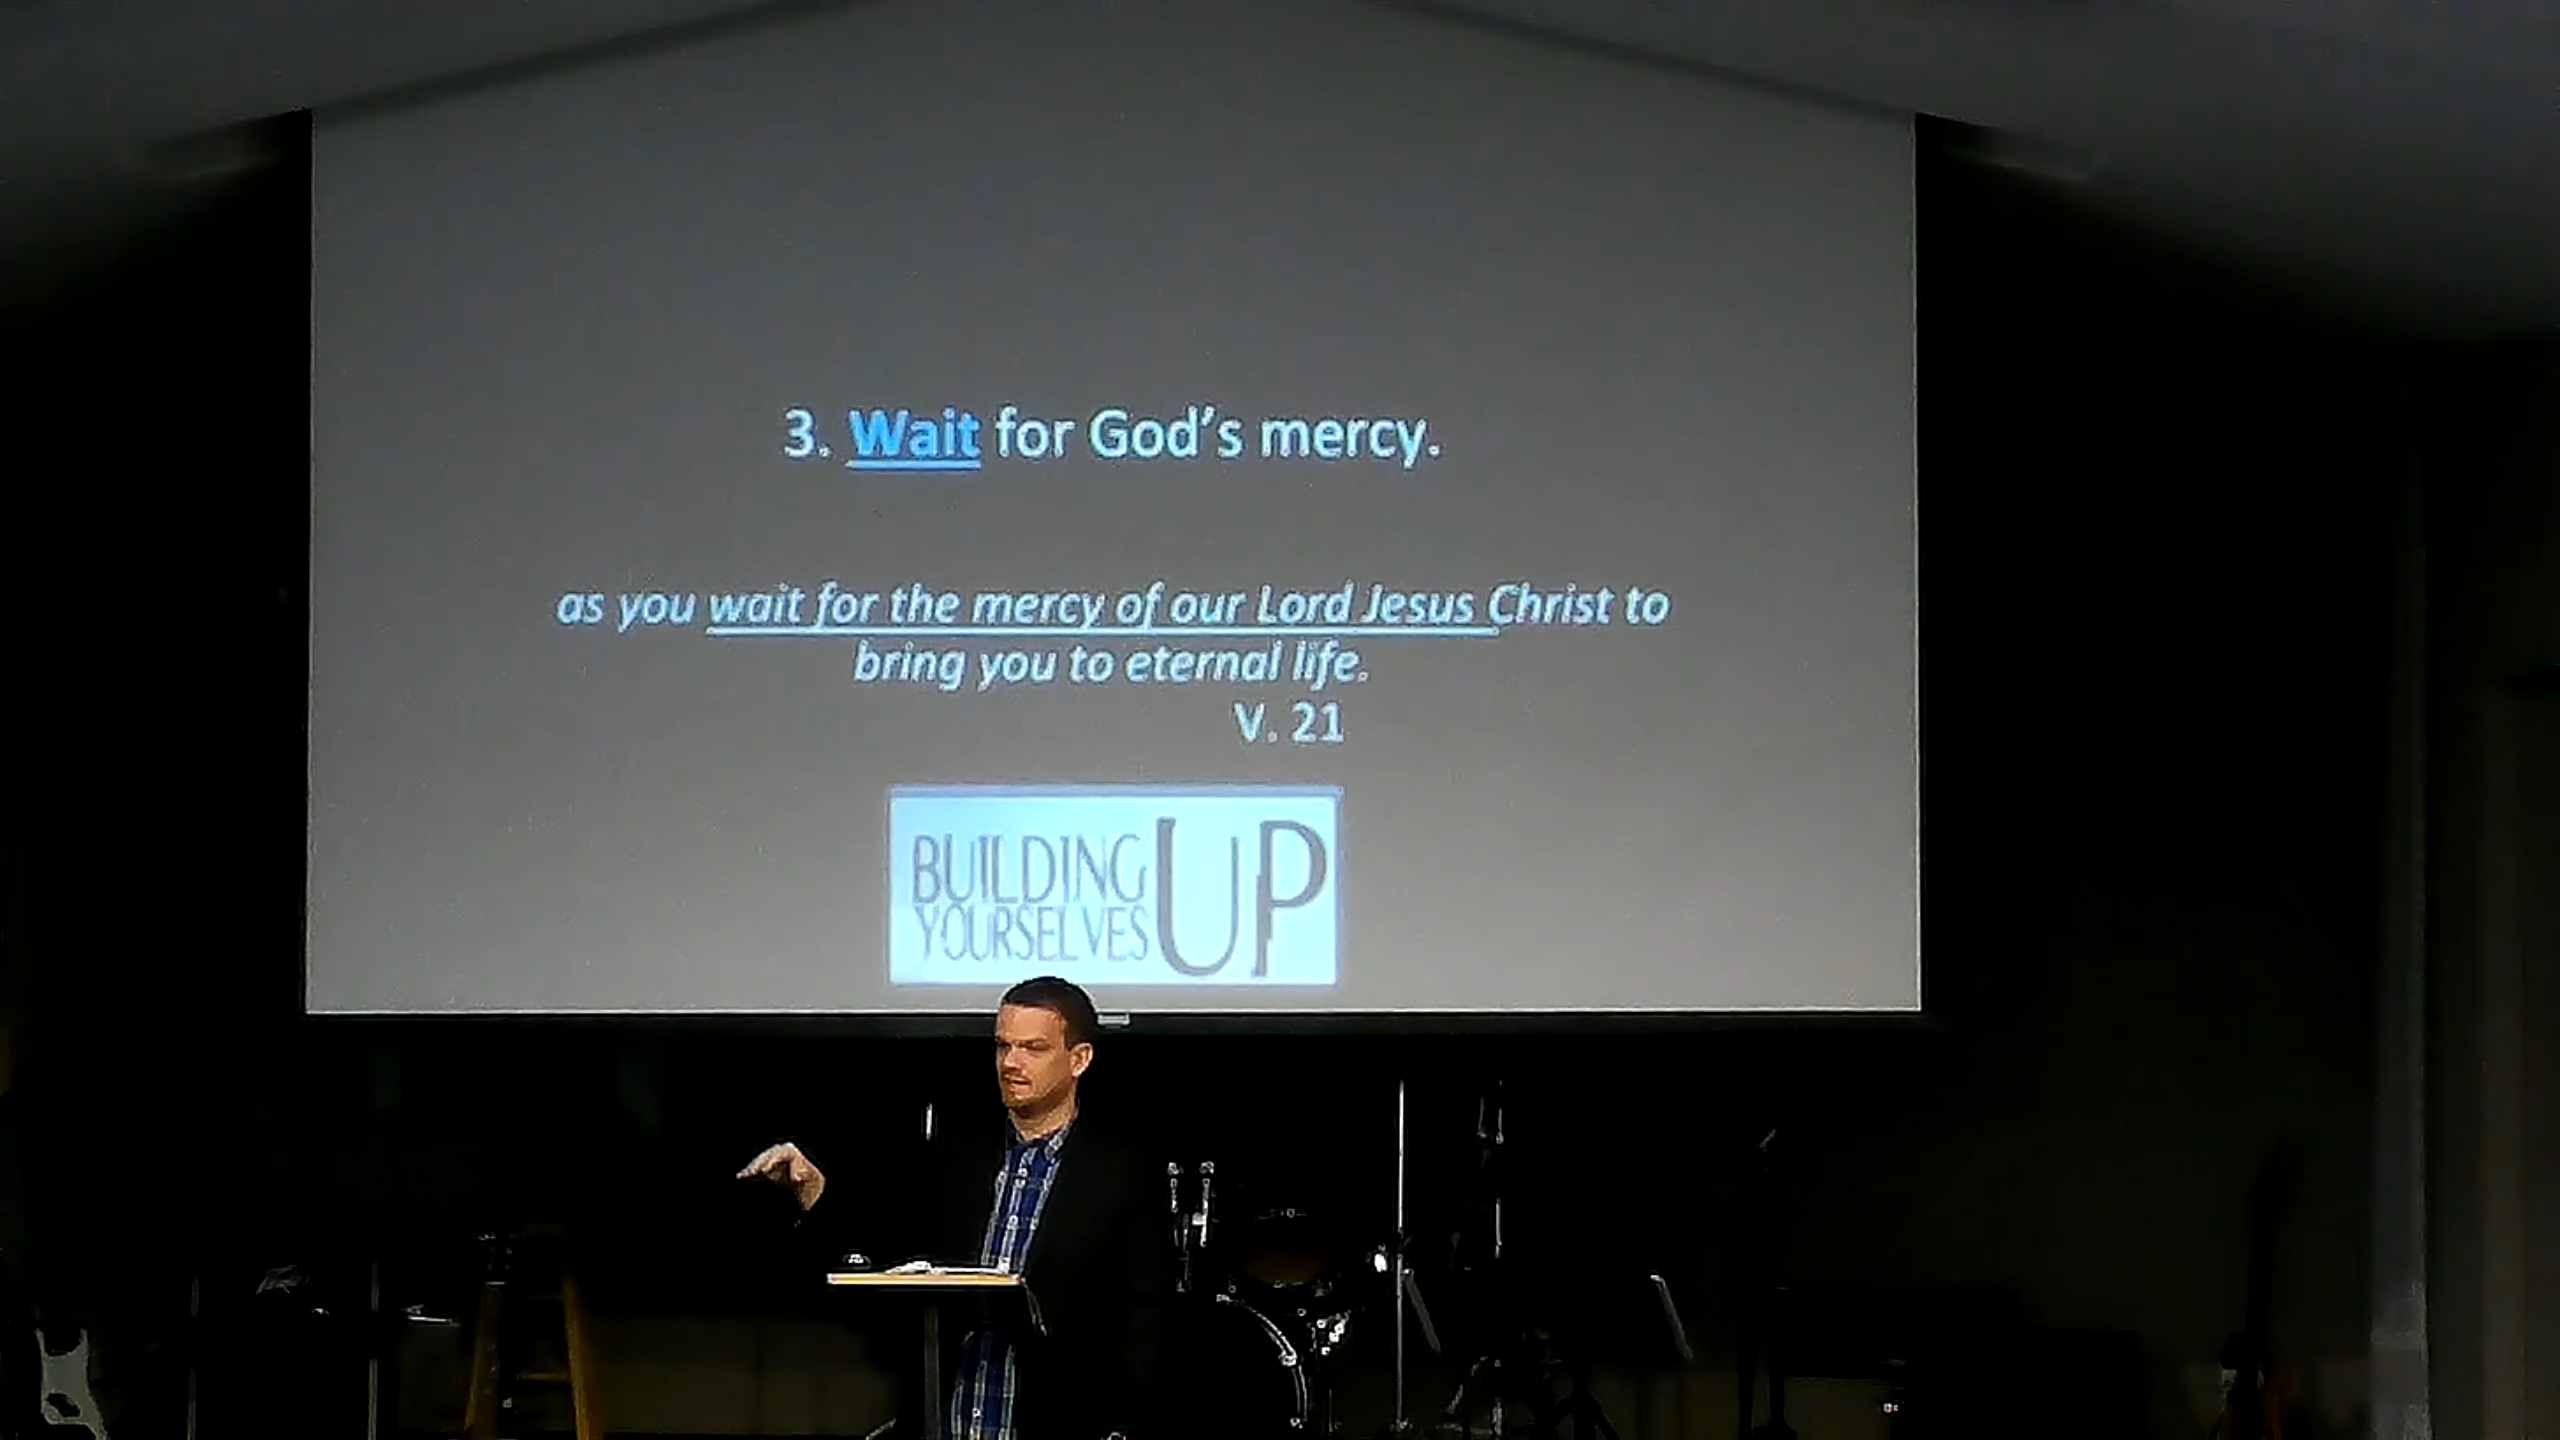 3. Wait for God's mercy.
as you wait for the mercy of our Lord Jesus Christ to
bring you to eternal life.
V. 21
BUILDING
YOURSELVES
UP